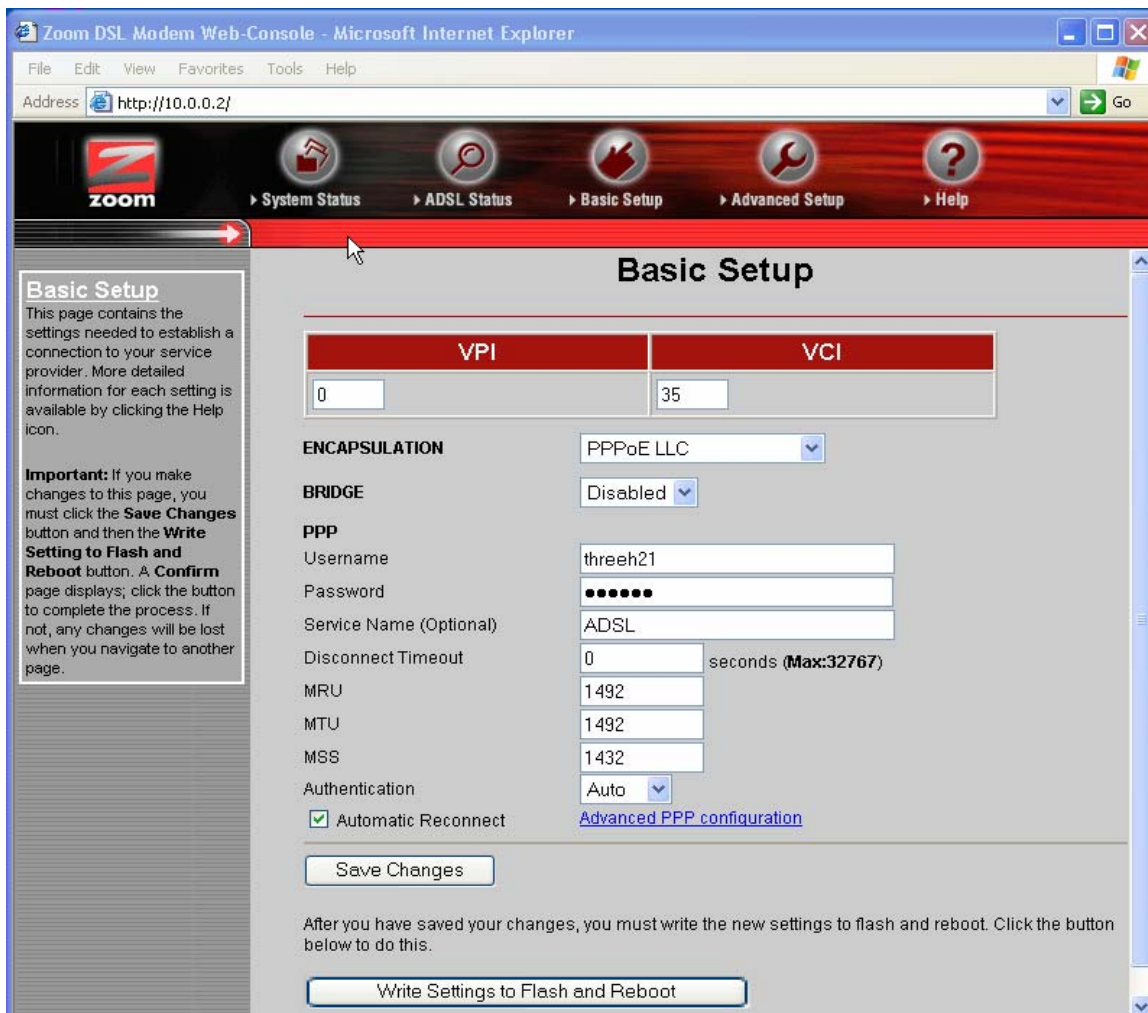 Zoom DSL Modem Web-Console - Microsoft Internet Explorer
File Edit View Favorites Tools Help
Address http://10.0.0.2/ Go
zoom
System Status ADSL Status Basic Setup Advanced Setup Help
Basic Setup
This page contains the
settings needed to establish a
connection to your service
provider. More detailed
information for each setting is
available by clicking the Help
icon.
Important: If you make
changes to this page, you
must click the Save Changes
button and then the Write
Setting to Flash and
Reboot button. A Confirm
page displays; click the button
to complete the process. If
not, any changes will be lost
when you navigate to another
page.
Basic Setup
VPI VCI
0 35
ENCAPSULATION PPPoE LLC
BRIDGE Disabled
PPP
Username threeh21
Password ●●●●●●
Service Name (Optional) ADSL
Disconnect Timeout 0 seconds (Max:32767)
MRU 1492
MTU 1492
MSS 1432
Authentication Auto
Automatic Reconnect Advanced PPP configuration
Save Changes
After you have saved your changes, you must write the new settings to flash and reboot. Click the button
below to do this.
Write Settings to Flash and Reboot